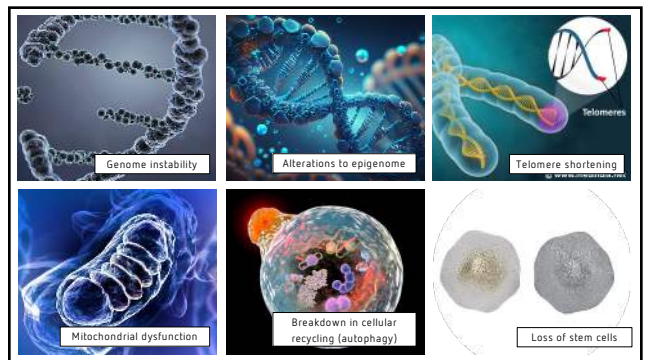 Genome instability
Alterations to epigenome
Telomeres
Telomere shortening
Mitochondrial dysfunction
Breakdown in cellular
recycling (autophagy)
Loss of stem cells